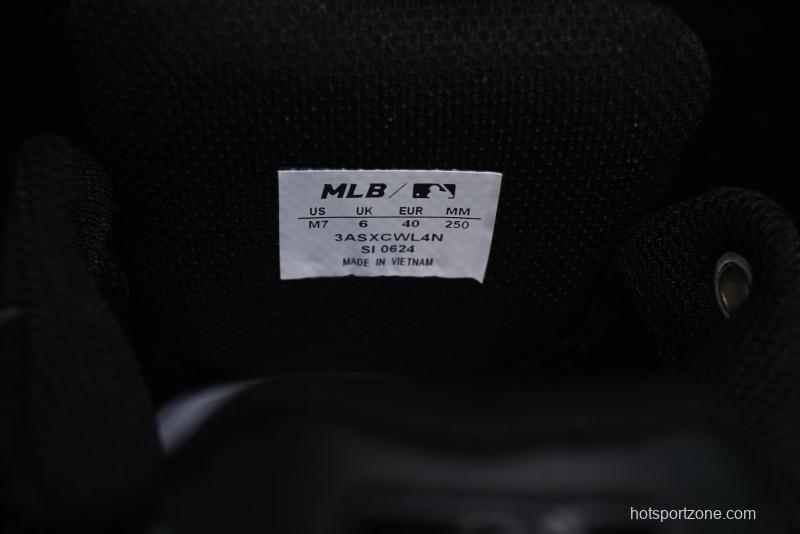 MLB
US UK EUR MM
M7 6 40 250
3ASXCWL4N
SI 0624
MADE IN VIETNAM
hotsportzone.com